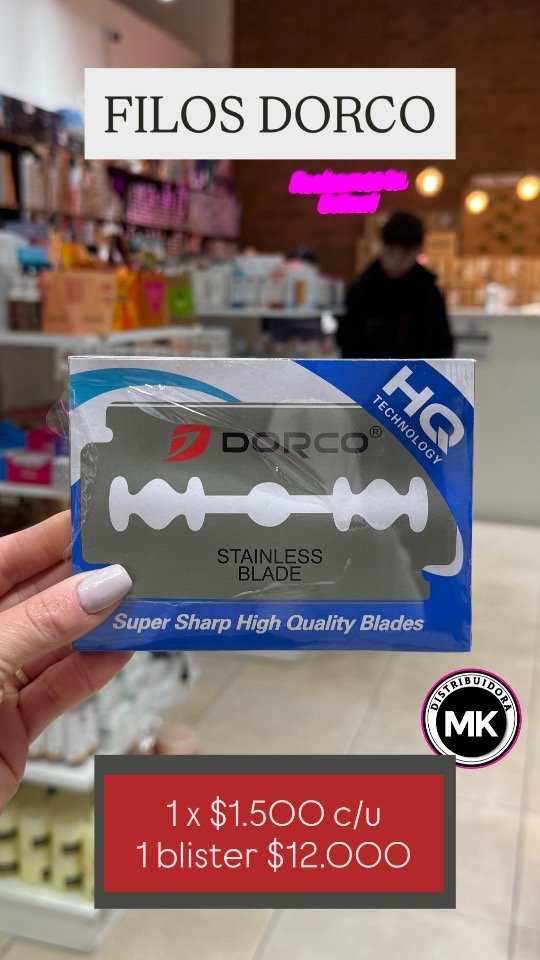 FILOS DORCO
HQ
TECHNOLOGY
DORCO®
STAINLESS
BLADE
Super Sharp High Quality Blades
DISTRIBUIDORA
MK
1 x $1.500 c/u
1 blister $12.000